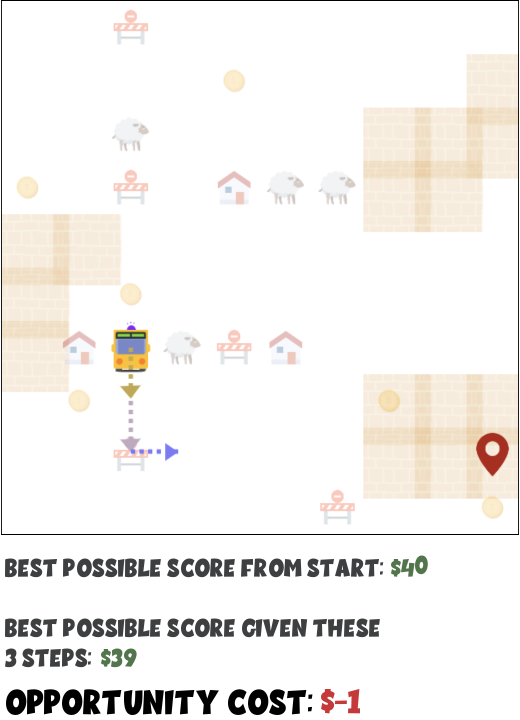 BEST POSSIBLE SCORE FROM START: $40
BEST POSSIBLE SCORE GIVEN THESE
3 STEPS: $39
OPPORTUNITY COST: $-1